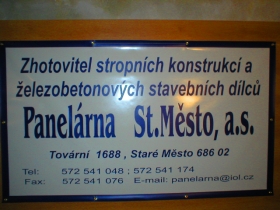 Zhotovitel stropních konstrukcí a
železobetonových stavebních dílců
Panelárna St.Město, a.s.
Tovární 1688 , Staré Město 686 02
Tel: 572 541 048 ; 572 541 174
Fax: 572 541 076 E-mail: panelarna@iol.cz